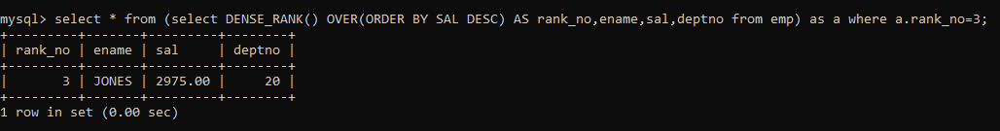 mysql> select * from (select DENSE_RANK() OVER(ORDER BY SAL DESC) AS rank_no,ename,sal,deptno from emp) as a where a.rank_no=3;
+---------+-------+---------+--------+
| rank_no | ename | sal     | deptno |
+---------+-------+---------+--------+
|       3 | JONES | 2975.00 |     20 |
+---------+-------+---------+--------+
1 row in set (0.00 sec)